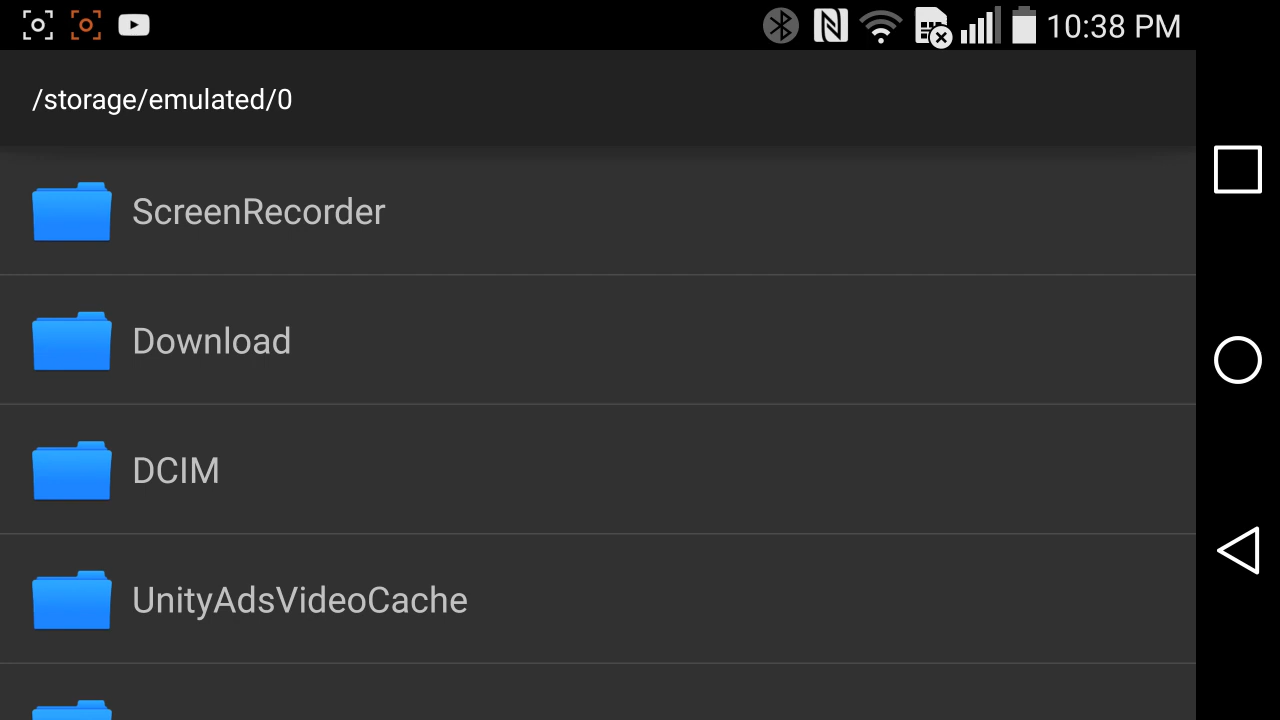 10:38 PM
/storage/emulated/0
ScreenRecorder
Download
DCIM
UnityAdsVideoCache